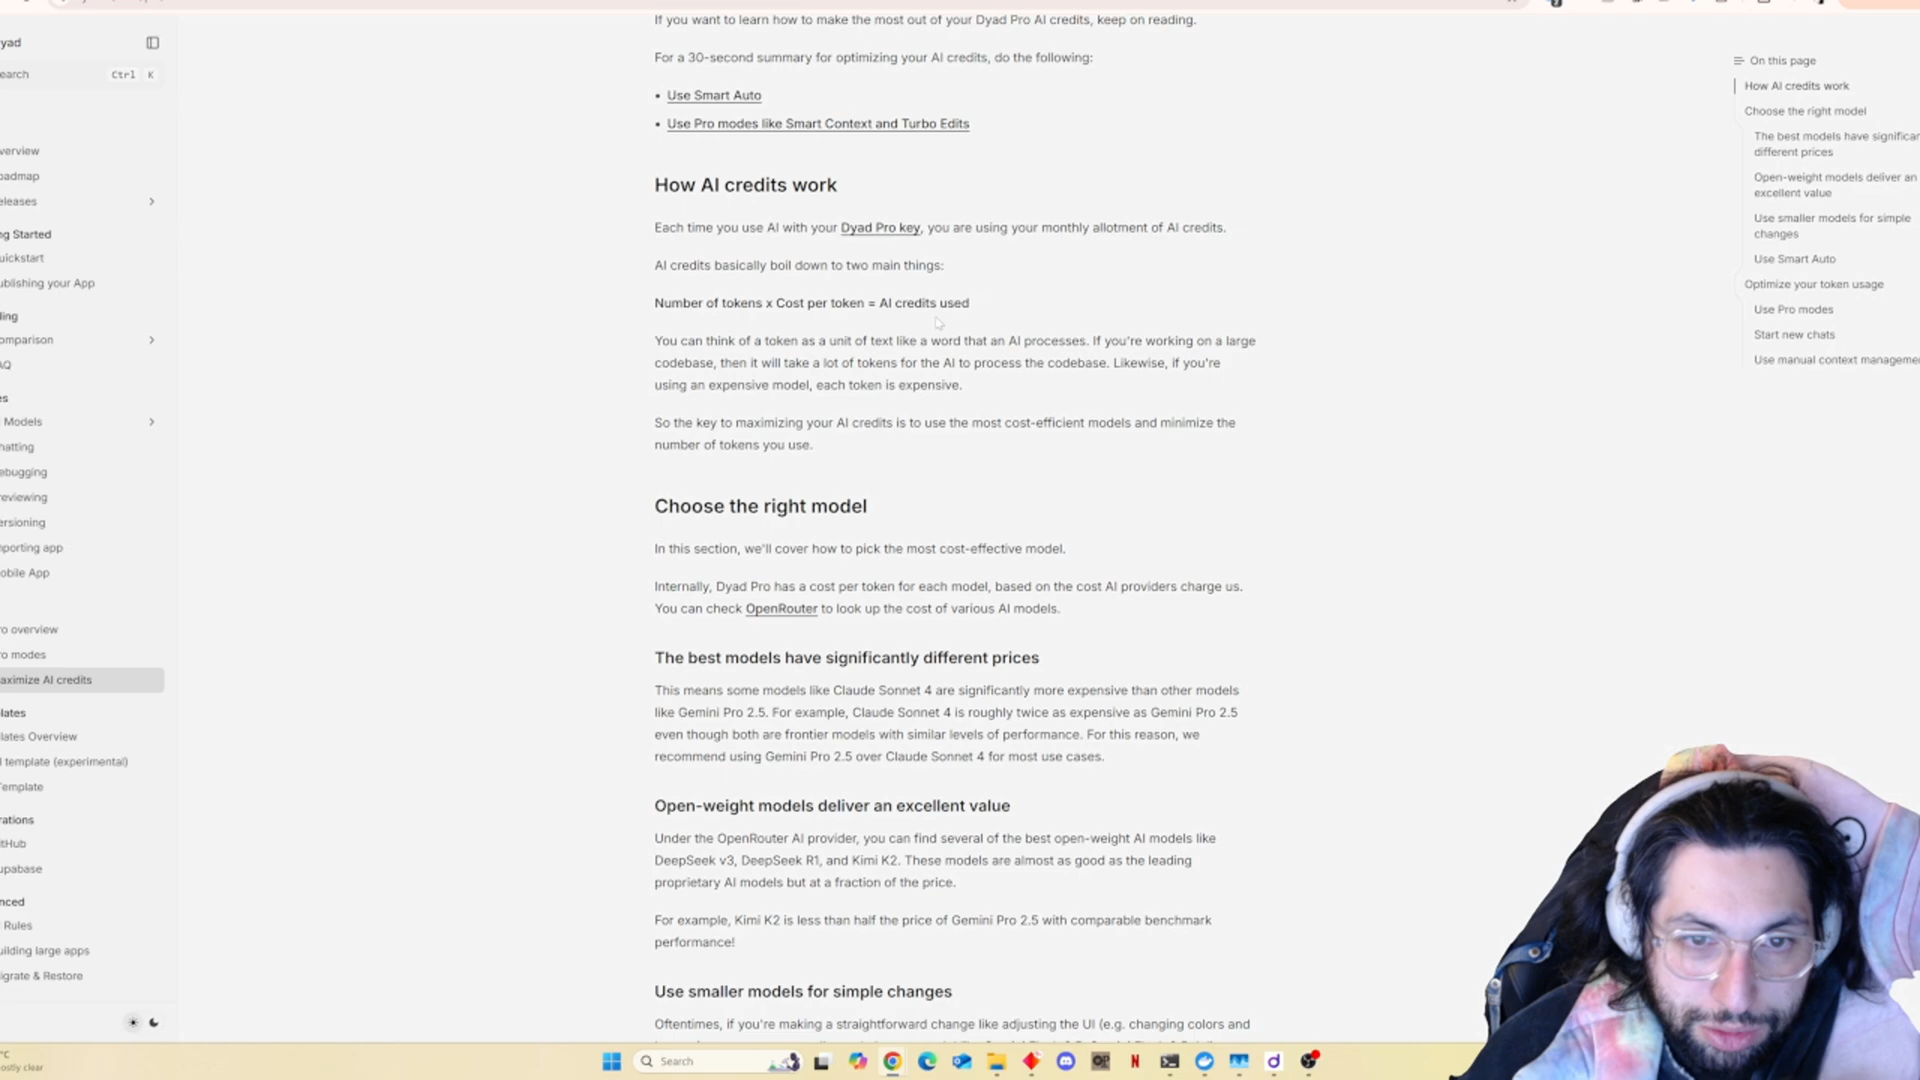 yad
earch
Ctrl K
verview
oadmap
eleases
ng Started
uickstart
ublishing your App
ding
omparison
AQ
es
Models
hatting
ebugging
reviewing
ersioning
nporting app
obile App
ro overview
ro modes
aximize AI credits
lates
lates Overview
I template (experimental)
Template
rations
itHub
upabase
nced
Rules
uilding large apps
igrate & Restore
°C
ostly clear
If you want to learn how to make the most out of your Dyad Pro AI credits, keep on reading.
For a 30-second summary for optimizing your AI credits, do the following:
• Use Smart Auto
• Use Pro modes like Smart Context and Turbo Edits
How AI credits work
Each time you use AI with your Dyad Pro key, you are using your monthly allotment of AI credits.
AI credits basically boil down to two main things:
Number of tokens x Cost per token = AI credits used
You can think of a token as a unit of text like a word that an AI processes. If you're working on a large
codebase, then it will take a lot of tokens for the AI to process the codebase. Likewise, if you're
using an expensive model, each token is expensive.
So the key to maximizing your AI credits is to use the most cost-efficient models and minimize the
number of tokens you use.
Choose the right model
In this section, we'll cover how to pick the most cost-effective model.
Internally, Dyad Pro has a cost per token for each model, based on the cost AI providers charge us.
You can check OpenRouter to look up the cost of various AI models.
The best models have significantly different prices
This means some models like Claude Sonnet 4 are significantly more expensive than other models
like Gemini Pro 2.5. For example, Claude Sonnet 4 is roughly twice as expensive as Gemini Pro 2.5
even though both are frontier models with similar levels of performance. For this reason, we
recommend using Gemini Pro 2.5 over Claude Sonnet 4 for most use cases.
Open-weight models deliver an excellent value
Under the OpenRouter AI provider, you can find several of the best open-weight AI models like
DeepSeek v3, DeepSeek R1, and Kimi K2. These models are almost as good as the leading
proprietary AI models but at a fraction of the price.
For example, Kimi K2 is less than half the price of Gemini Pro 2.5 with comparable benchmark
performance!
Use smaller models for simple changes
Oftentimes, if you're making a straightforward change like adjusting the UI (e.g. changing colors and
On this page
How AI credits work
Choose the right model
The best models have significan
different prices
Open-weight models deliver an
excellent value
Use smaller models for simple
changes
Use Smart Auto
Optimize your token usage
Use Pro modes
Start new chats
Use manual context manageme
Search